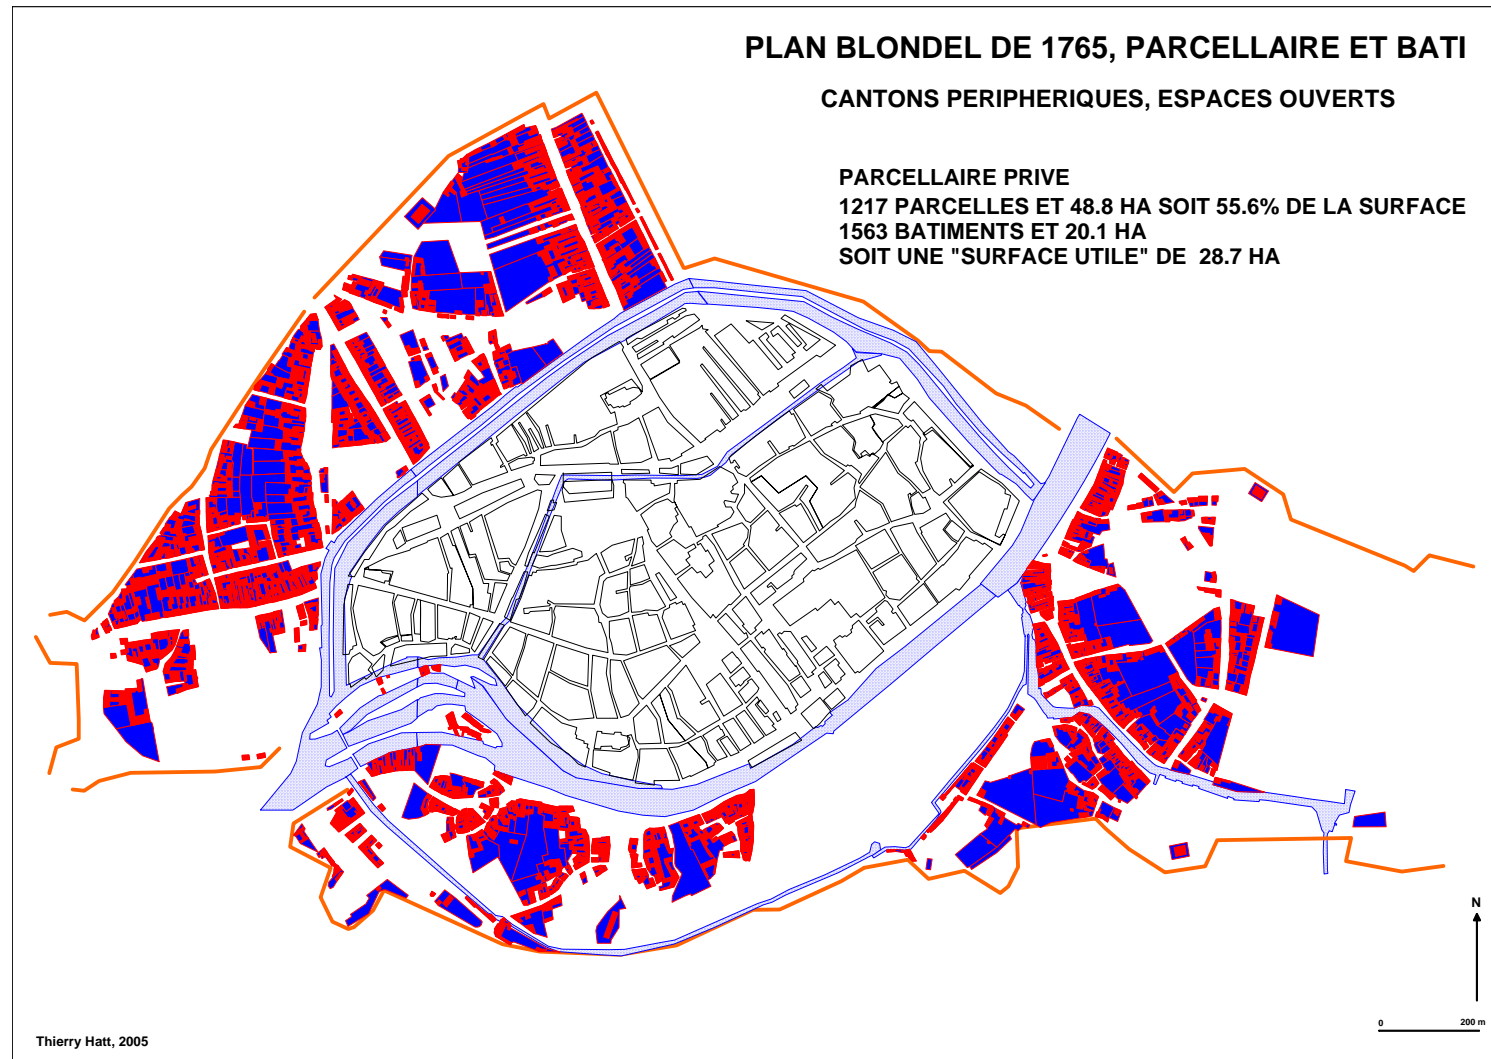 PLAN BLONDEL DE 1765, PARCELLAIRE ET BATI
CANTONS PERIPHERIQUES, ESPACES OUVERTS
PARCELLAIRE PRIVE
1217 PARCELLES ET 48.8 HA SOIT 55.6% DE LA SURFACE
1563 BATIMENTS ET 20.1 HA
SOIT UNE "SURFACE UTILE" DE 28.7 HA
N
0 200 m
Thierry Hatt, 2005